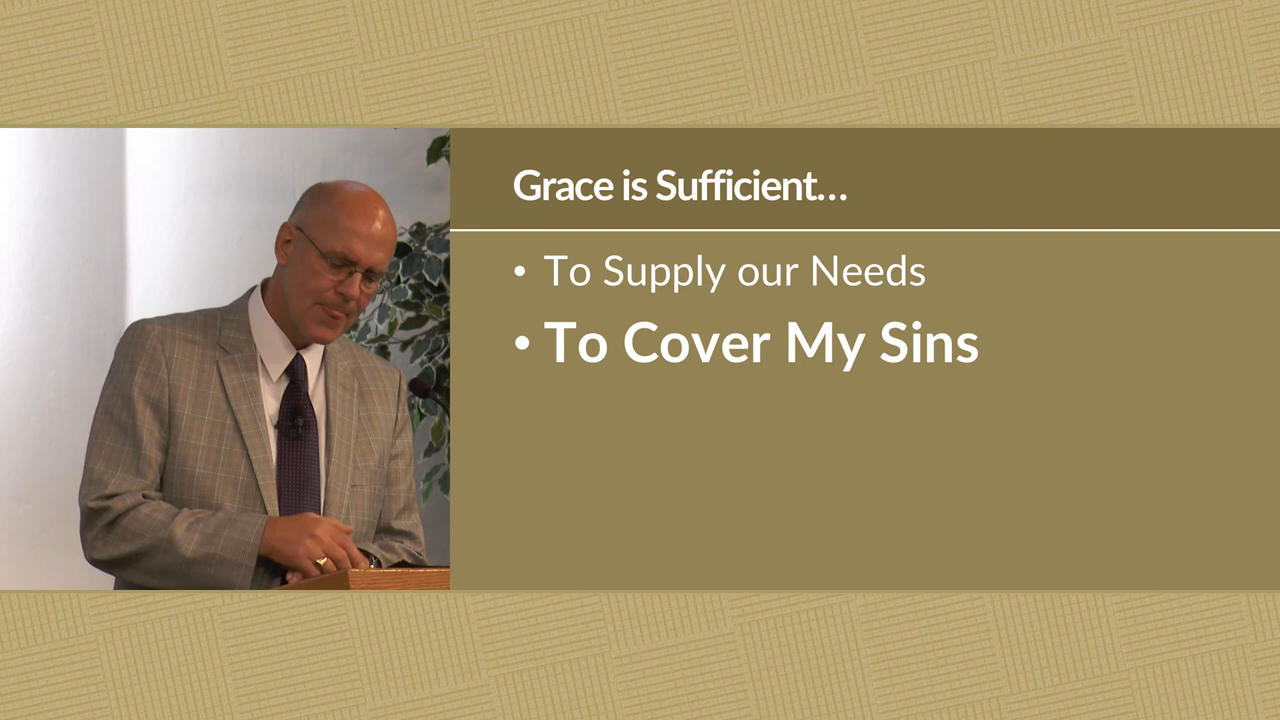 Grace is Sufficient...
• To Supply our Needs
• To Cover My Sins